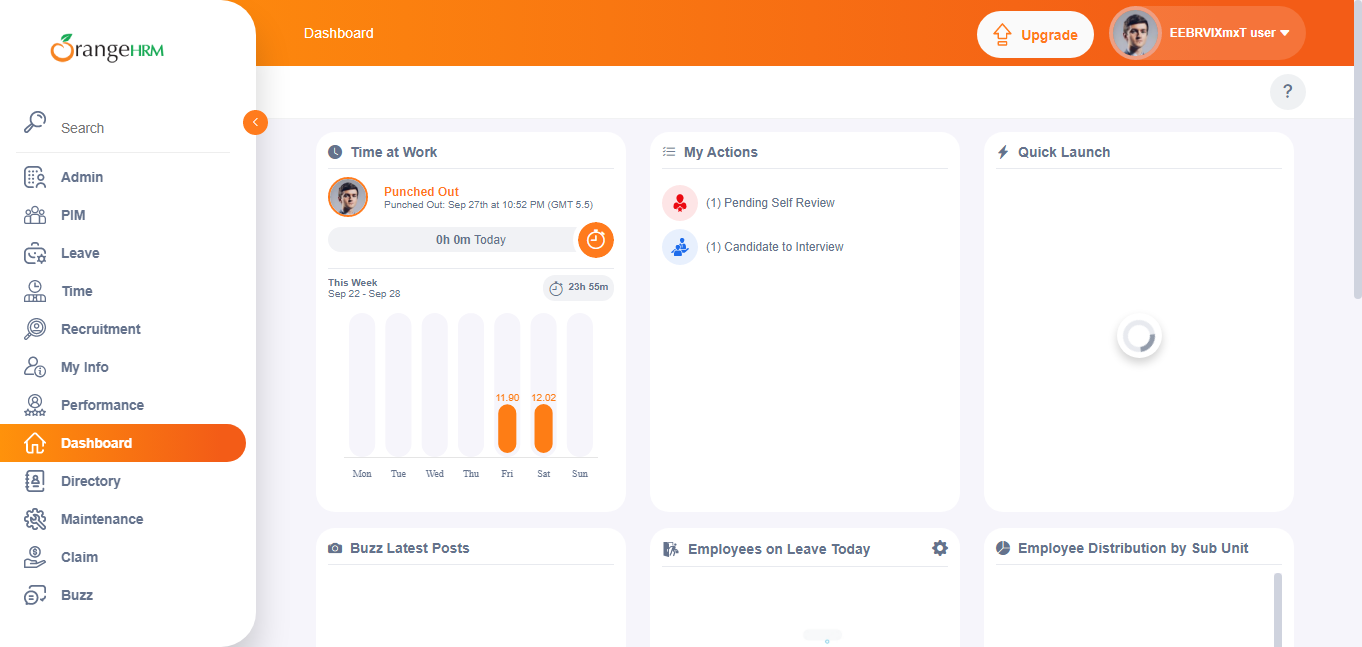 OrangeHRM
Dashboard
Upgrade
EEBRVIXmxT user
?
Search
Admin
PIM
Leave
Time
Recruitment
My Info
Performance
Dashboard
Directory
Maintenance
Claim
Buzz
Time at Work
Punched Out
Punched Out: Sep 27th at 10:52 PM (GMT 5.5)
0h 0m Today
This Week
Sep 22 - Sep 28
23h 55m
11.90 12.02
Mon Tue Wed Thu Fri Sat Sun
My Actions
(1) Pending Self Review
(1) Candidate to Interview
Quick Launch
Buzz Latest Posts
Employees on Leave Today
Employee Distribution by Sub Unit